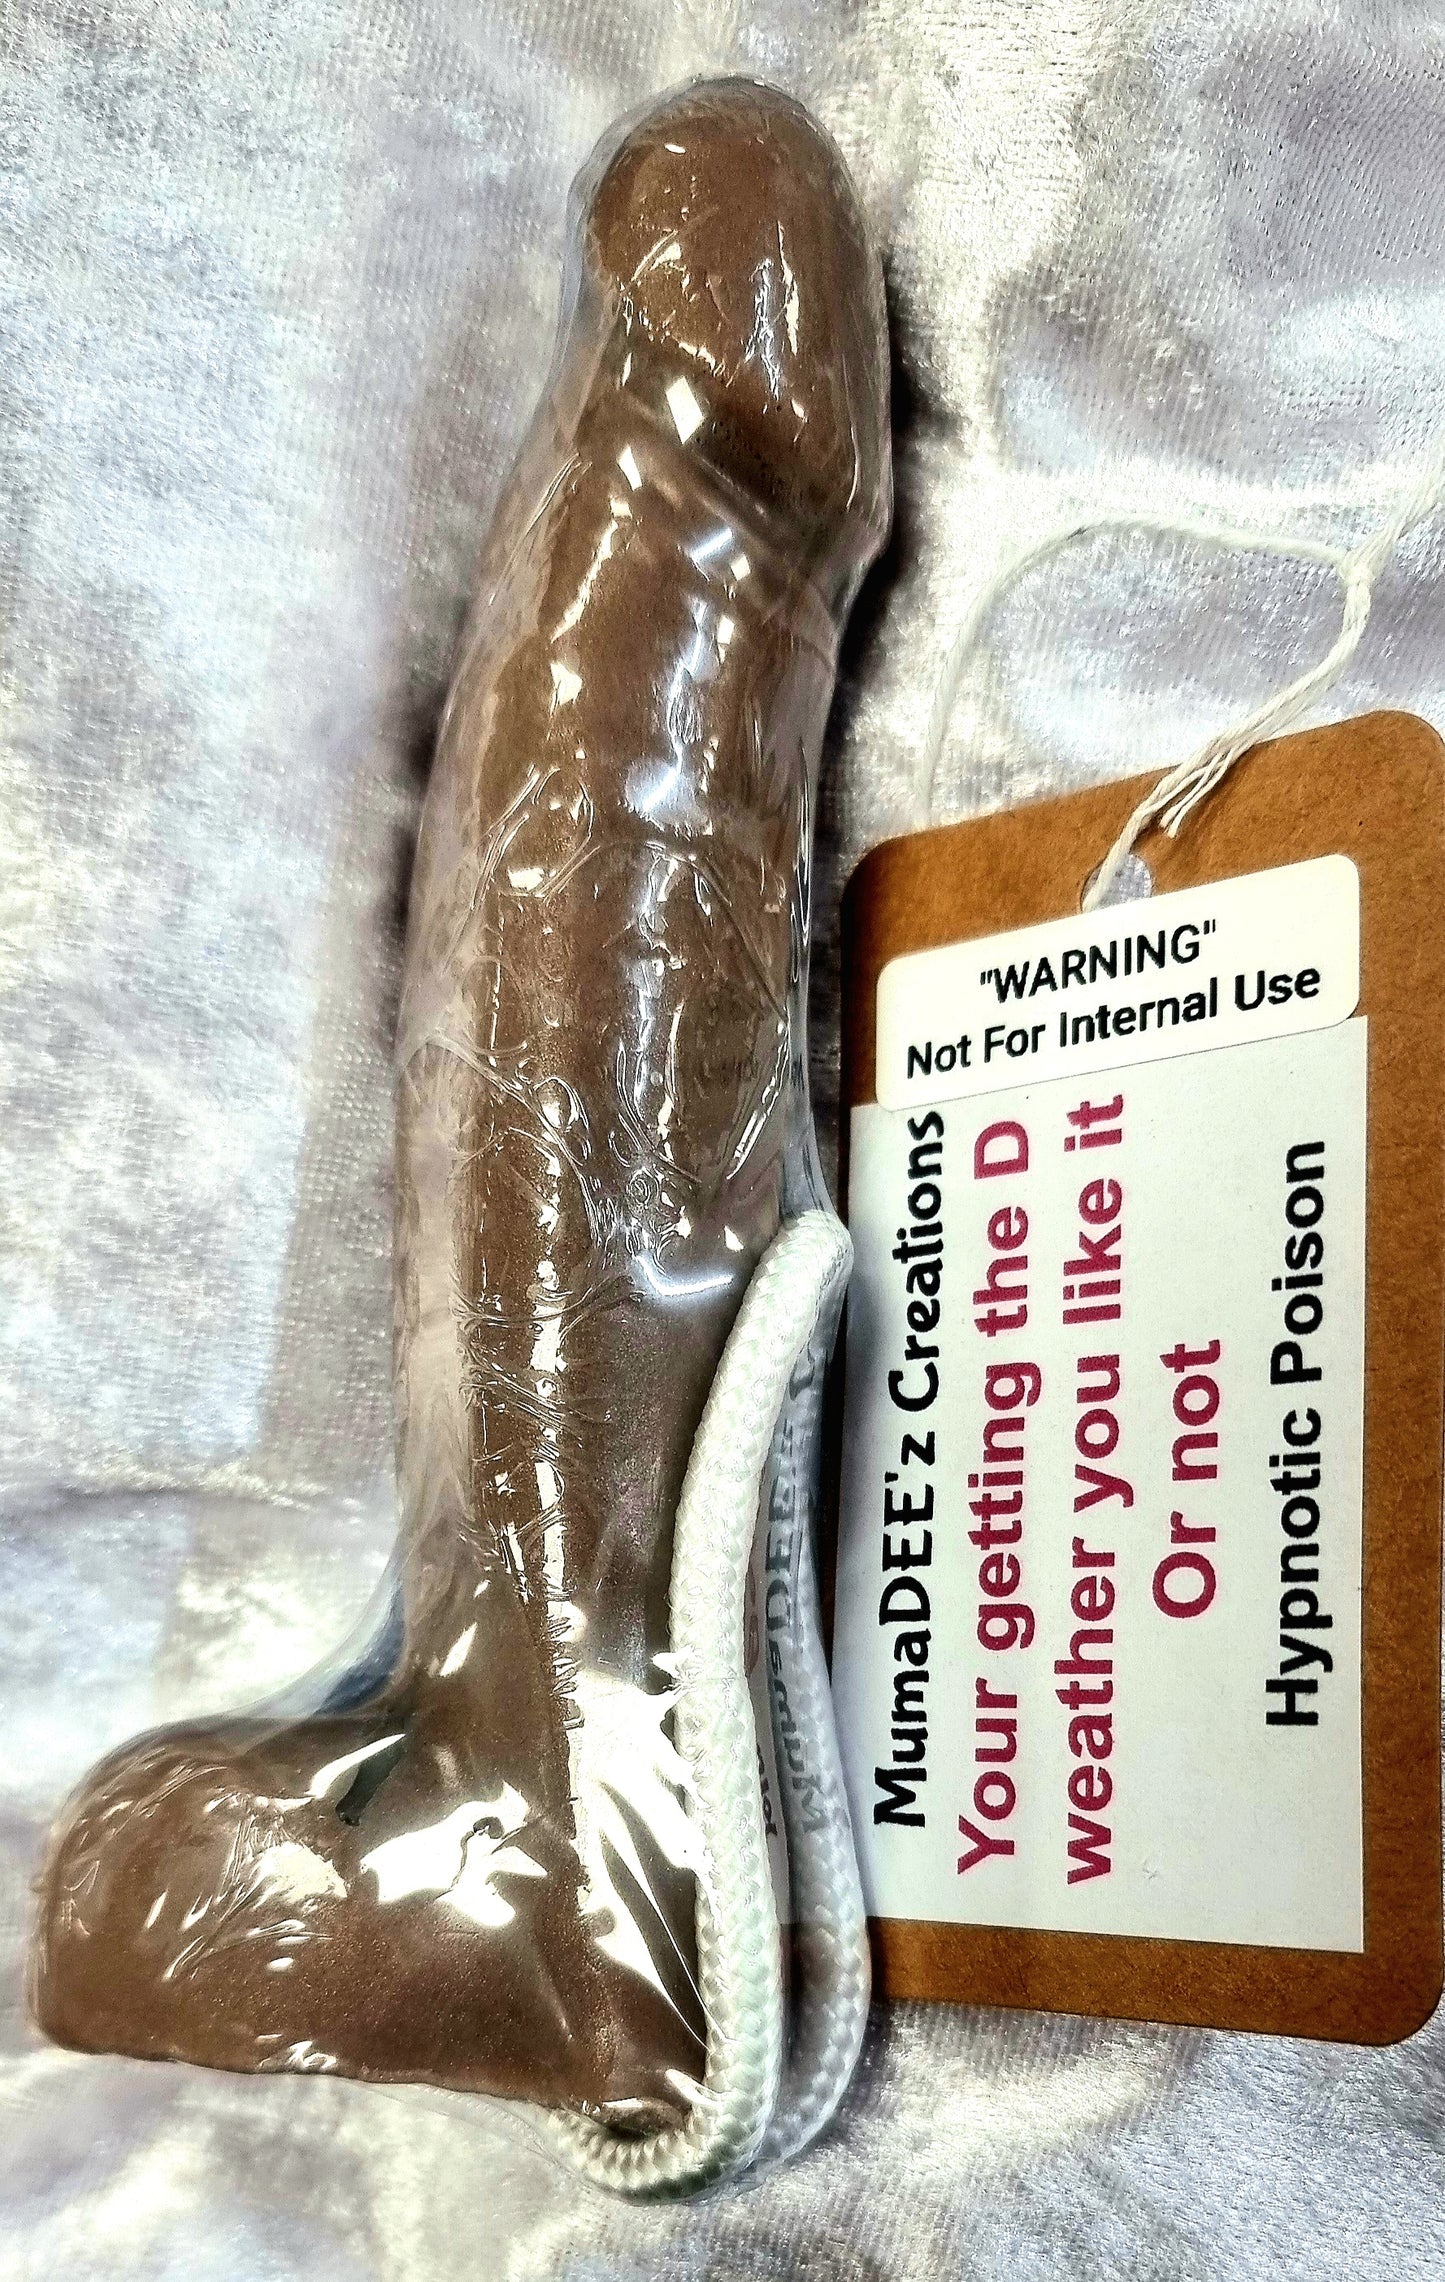 "WARNING"
Not For Internal Use
MumaDEE'z Creations
Your getting the D
weather you like it
Or not
Hypnotic Poison